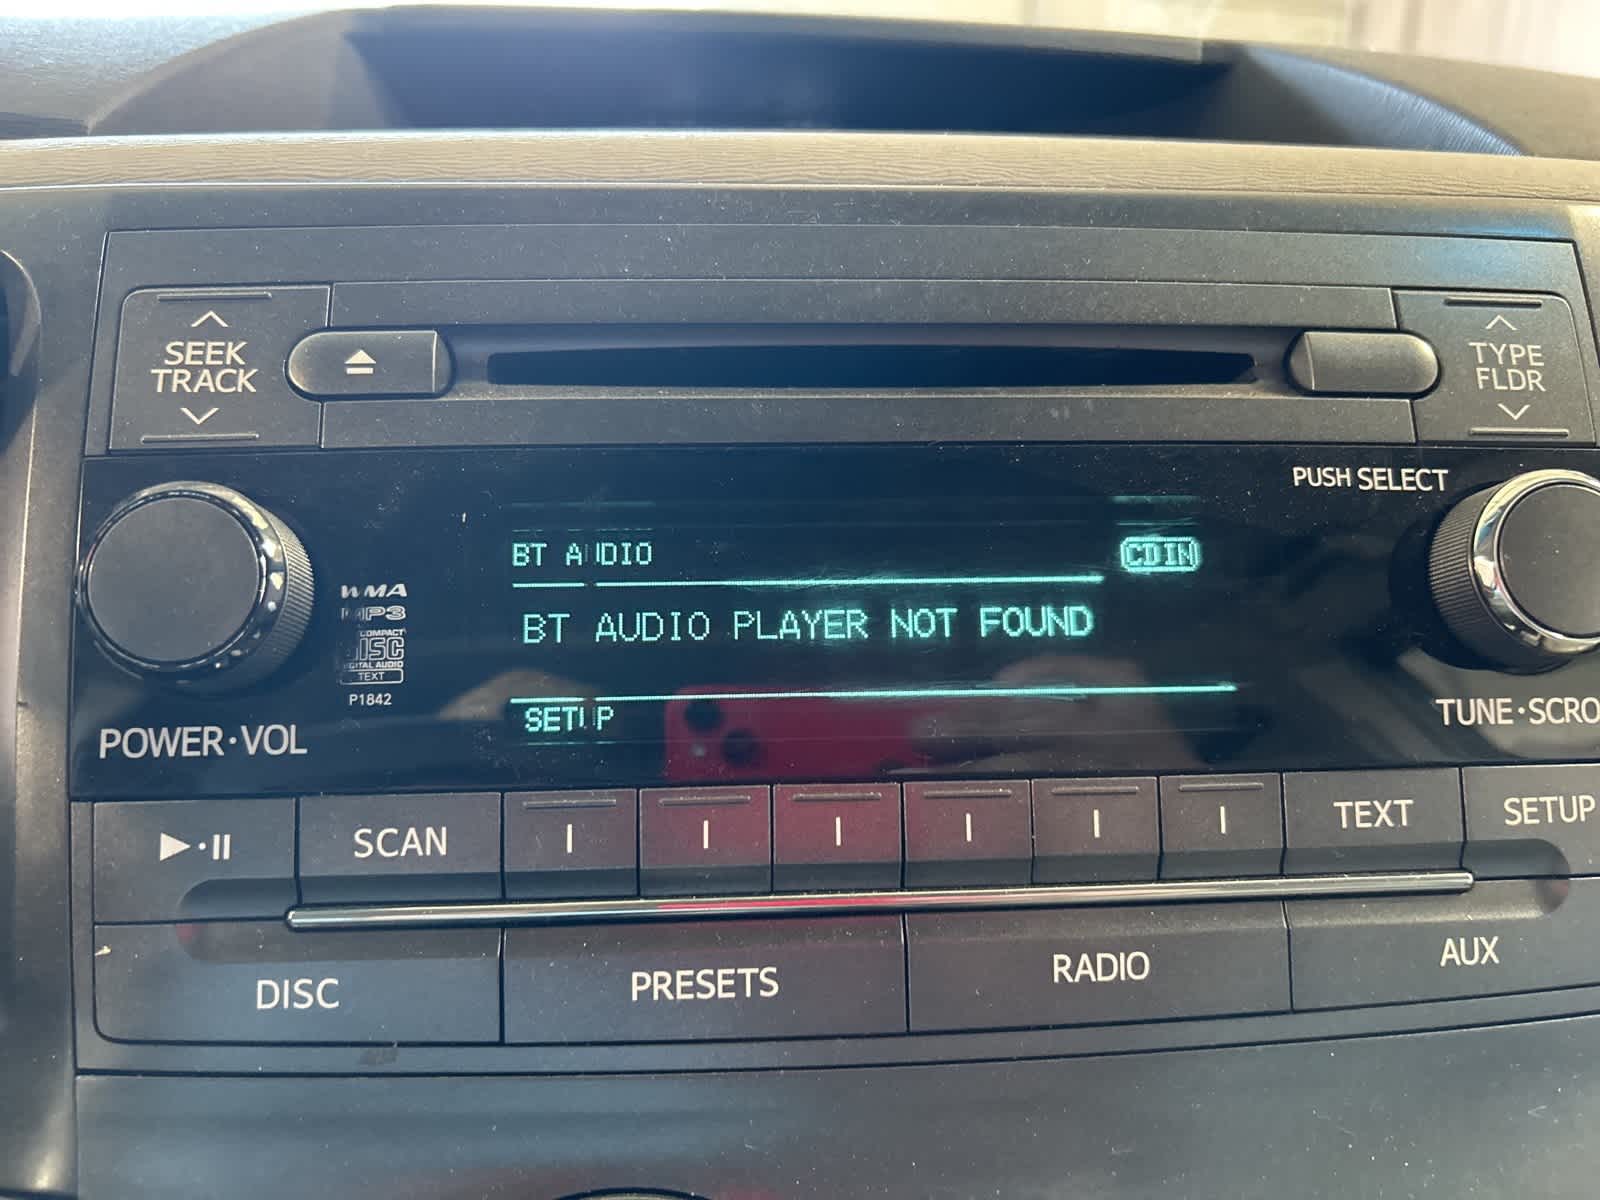 SEEK
TRACK
TYPE
FLDR
PUSH SELECT
BT AUDIO
CD IN
BT AUDIO PLAYER NOT FOUND
SETUP
WMA
MP3
COMPACT
DISC
DIGITAL AUDIO
TEXT
P1842
POWER·VOL
TUNE·SCRO
SCAN
TEXT
SETUP
DISC
PRESETS
RADIO
AUX